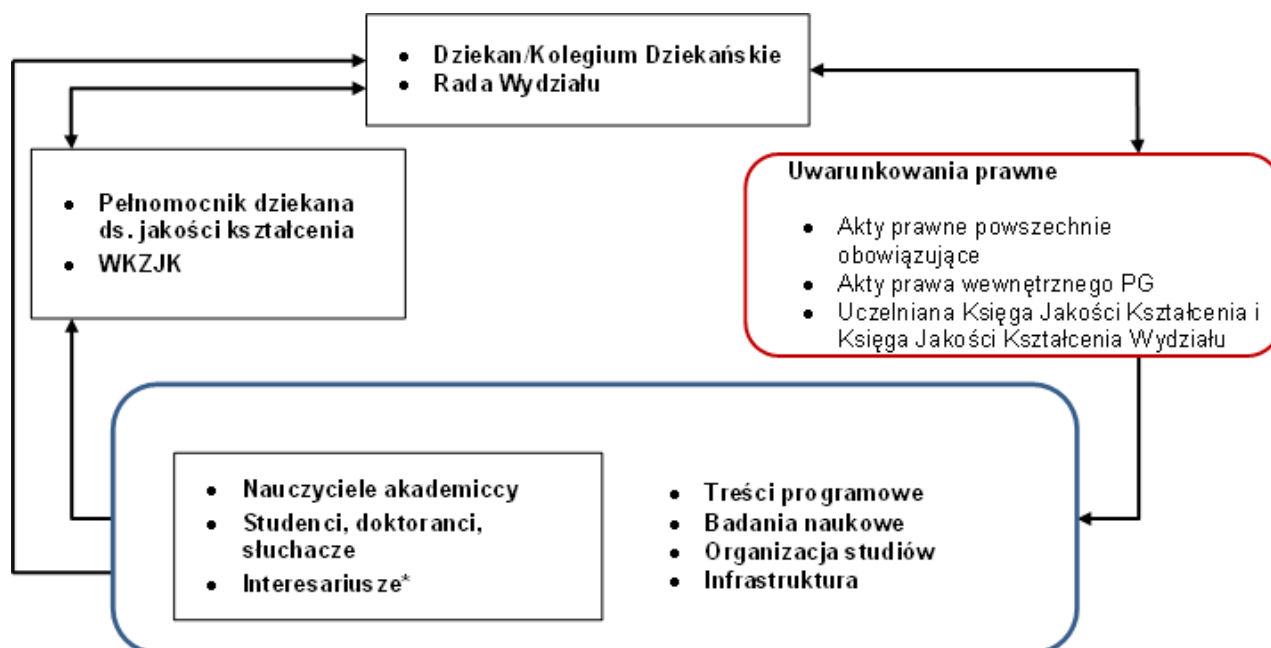 • Dziekan/Kolegium Dziekańskie
• Rada Wydziału
• Pełnomocnik dziekana
ds. jakości kształcenia
• WKZJK
Uwarunkowania prawne
• Akty prawne powszechnie
obowiązujące
• Akty prawa wewnętrznego PG
• Uczelniana Księga Jakości Kształcenia i
Księga Jakości Kształcenia Wydziału
• Nauczyciele akademiccy
• Studenci, doktoranci,
słuchacze
• Interesariusze*
• Treści programowe
• Badania naukowe
• Organizacja studiów
• Infrastruktura